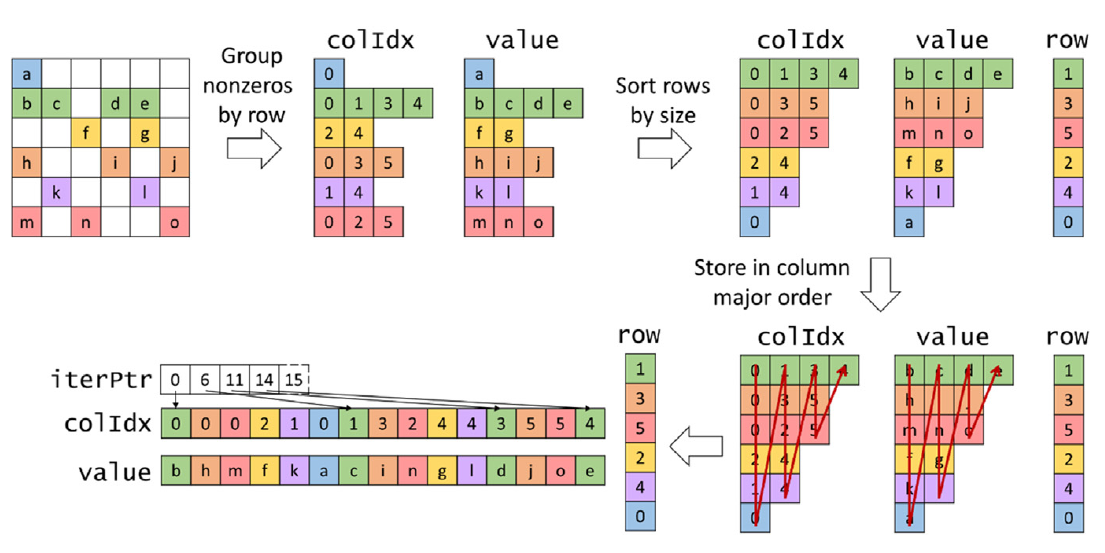 Group
nonzeros
by row
colIdx
value
Sort rows
by size
colIdx
value
row
a
b c d e
f g
h i j
k l
m n o
0
0 1 3 4
2 4
0 3 5
1 4
0 2 5
a
b c d e
f g
h i j
k l
m n o
0 1 3 4
0 3 5
0 2 5
2 4
1 4
0
b c d e
h i j
m n o
f g
k l
a
1
3
5
2
4
0
Store in column
major order
row
1
3
5
2
4
0
colIdx
0 1 3 4
0 3 5
0 2 5
2 4
1 4
0
value
b c d e
h
m n o
f g
k
a
row
1
3
5
2
4
0
iterPtr 0 6 11 14 15
colIdx 0 0 0 2 1 0 1 3 2 4 4 3 5 5 4
value b h m f k a c i n g l d j o e